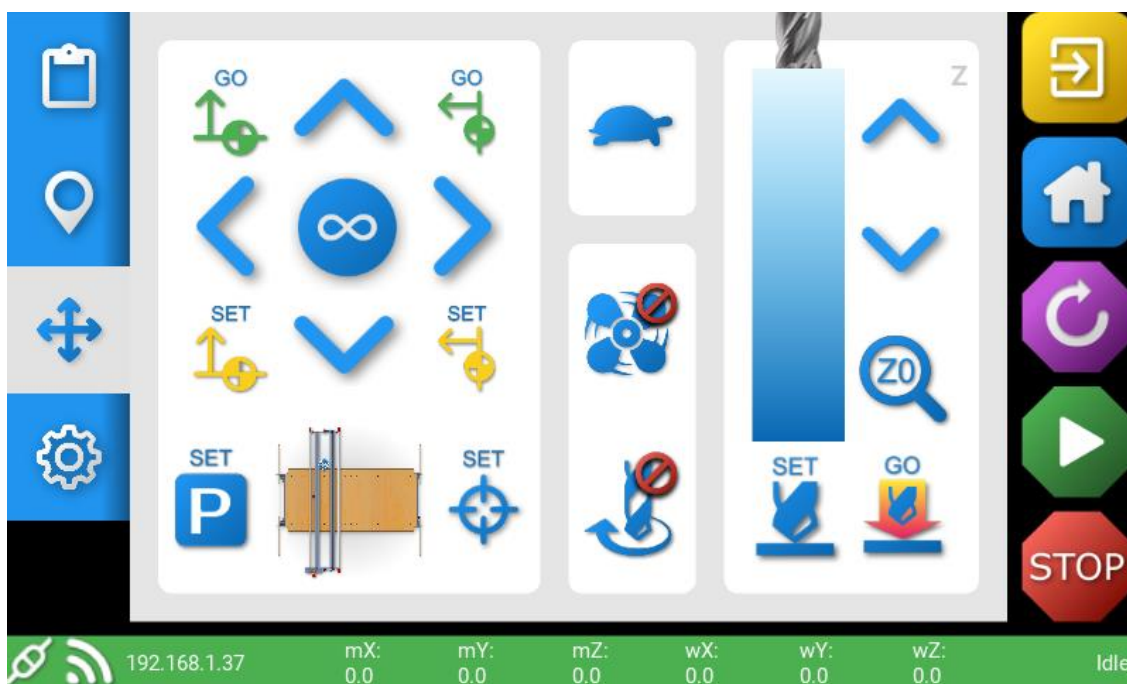 GO
GO
Z
∞
SET
SET
Z0
SET
P
SET
SET
GO
STOP
192.168.1.37
mX:
0.0
mY:
0.0
mZ:
0.0
wX:
0.0
wY:
0.0
wZ:
0.0
Idle